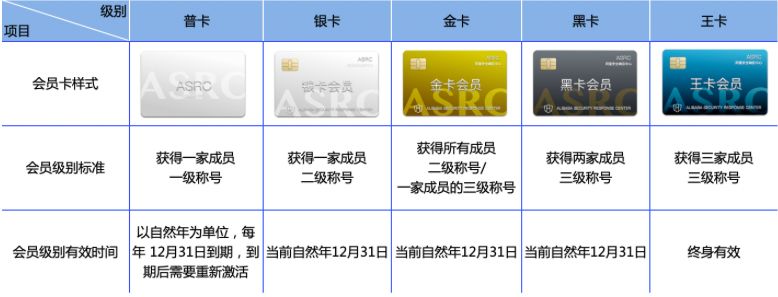 级别
项目
普卡
银卡
金卡
黑卡
王卡
会员卡样式
ASRC
ASRC
银卡会员
ASRC
ALIBABA SECURITY RESPONSE CENTER
ASRC
金卡会员
ASRC
ALIBABA SECURITY RESPONSE CENTER
ASRC
黑卡会员
ASRC
ALIBABA SECURITY RESPONSE CENTER
ASRC
王卡会员
ASRC
ALIBABA SECURITY RESPONSE CENTER
会员级别标准
获得一家成员
一级称号
获得一家成员
二级称号
获得所有成员
二级称号/
一家成员的三级称号
获得两家成员
三级称号
获得三家成员
三级称号
会员级别有效时间
以自然年为单位，每
年 12月31日到期，到
期后需要重新激活
当前自然年12月31日
当前自然年12月31日
当前自然年12月31日
终身有效